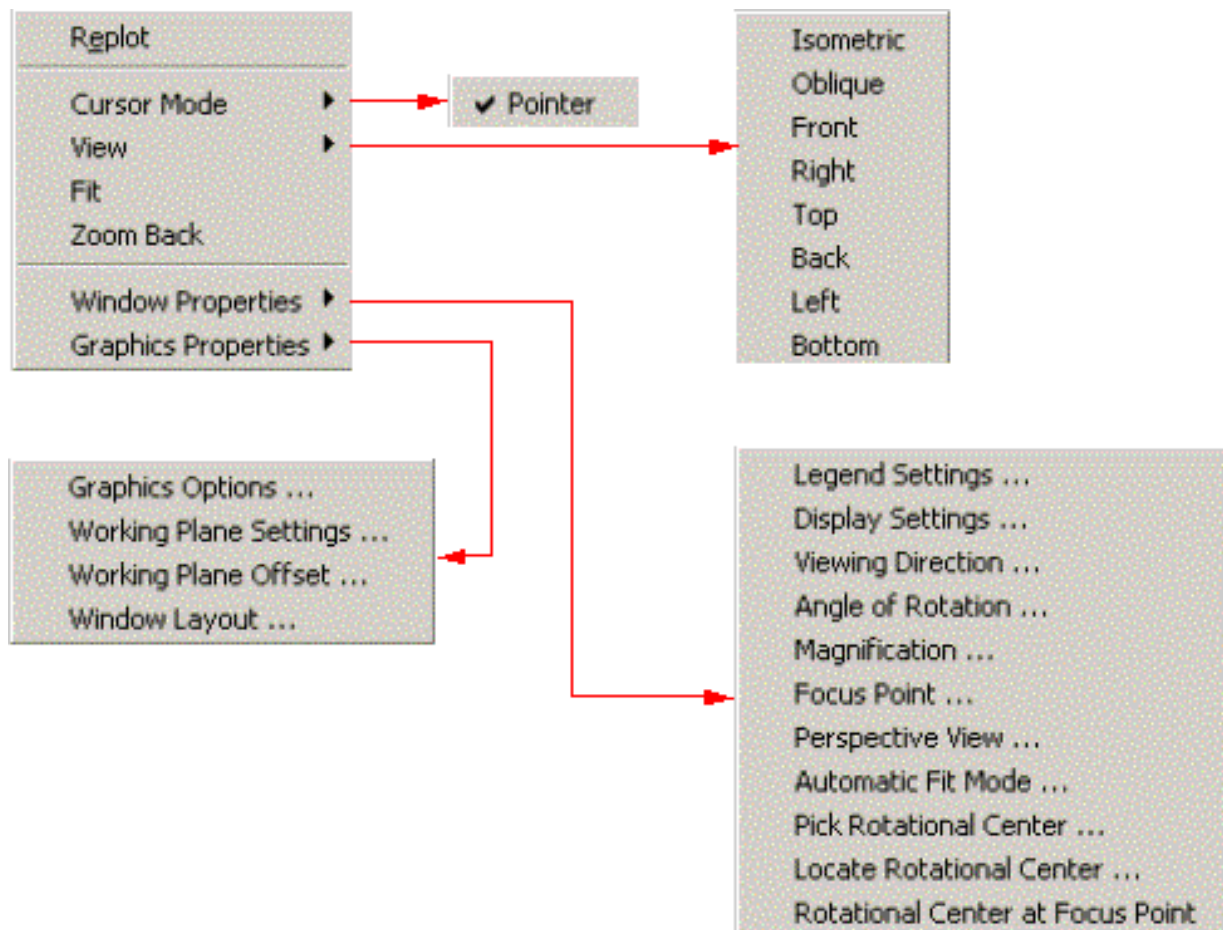 Replot
Cursor Mode
View
Fit
Zoom Back
Window Properties
Graphics Properties
Pointer
Isometric
Oblique
Front
Right
Top
Back
Left
Bottom
Graphics Options ...
Working Plane Settings ...
Working Plane Offset ...
Window Layout ...
Legend Settings ...
Display Settings ...
Viewing Direction ...
Angle of Rotation ...
Magnification ...
Focus Point ...
Perspective View ...
Automatic Fit Mode ...
Pick Rotational Center ...
Locate Rotational Center ...
Rotational Center at Focus Point